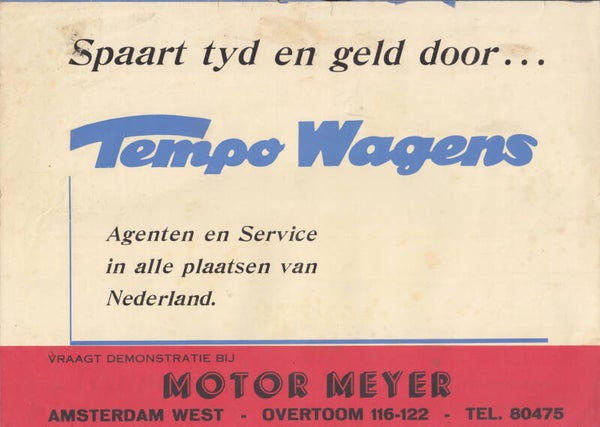 Spaart tyd en geld door...
Tempo Wagens
Agenten en Service
in alle plaatsen van
Nederland.
VRAAGT DEMONSTRATIE BIJ
MOTOR MEYER
AMSTERDAM WEST - OVERTOOM 116-122 - TEL. 80475